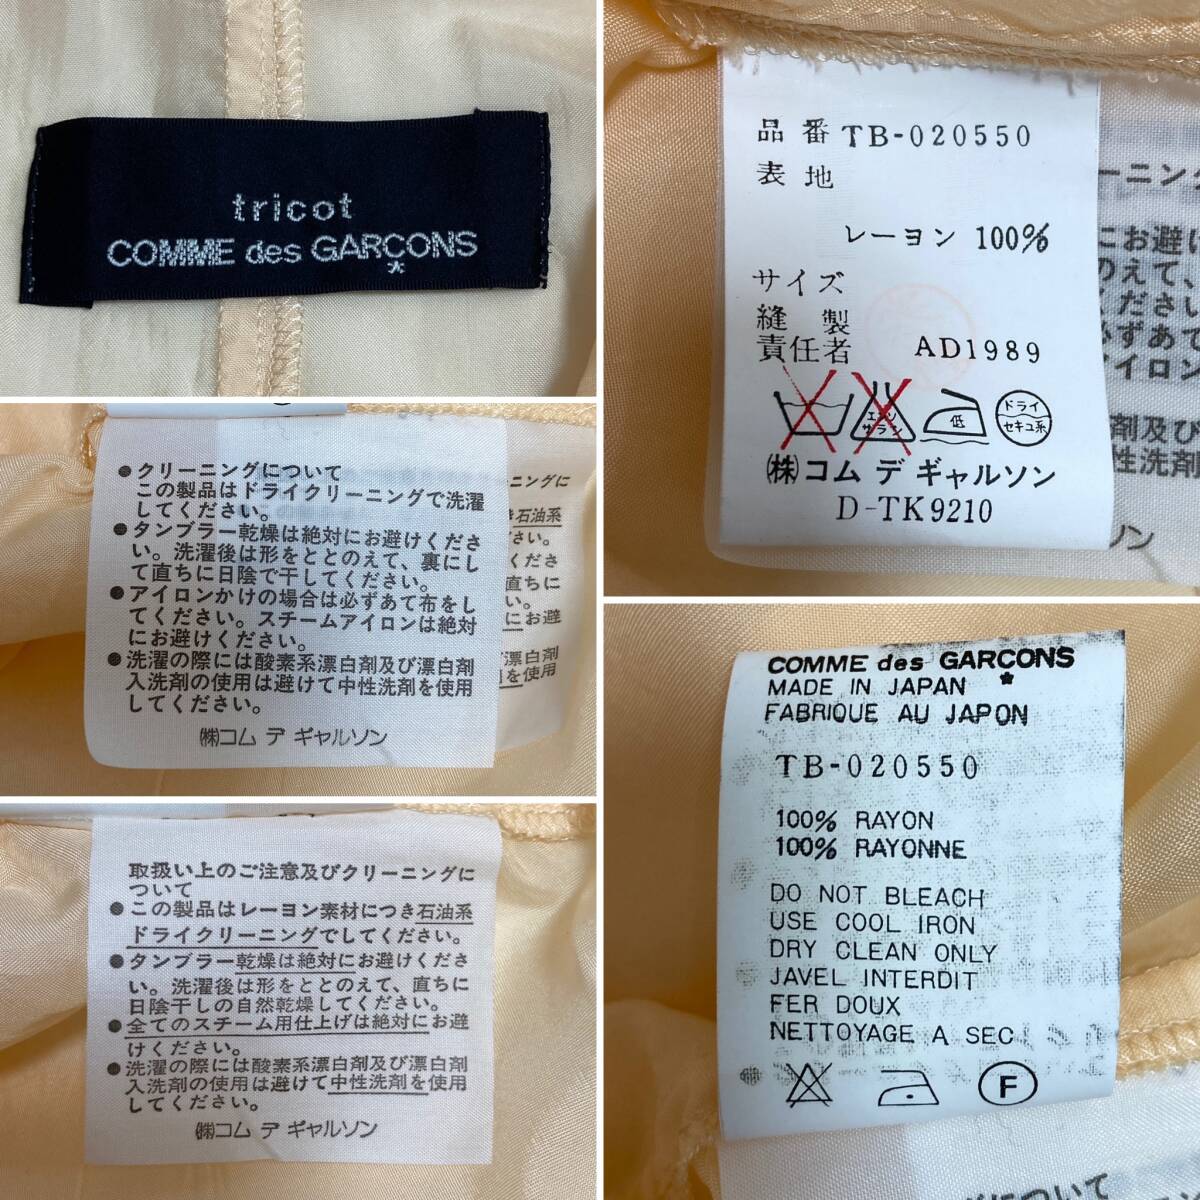 tricot
COMME des GARÇONS
品番 TB-020550
表地
レーヨン 100%
サイズ
縫製
責任者 AD1989
エンソ
サラシ
低
ドライ
セキユ系
(株)コム デ ギャルソン
D-TK9210
●クリーニングについて
この製品はドライクリーニングで洗濯
してください。
●タンブラー乾燥は絶対にお避けくださ
い。洗濯後は形をととのえて、裏にし
て直ちに日陰で干してください。
●アイロンかけの場合は必ずあて布をし
てください。スチームアイロンは絶対
にお避けください。
●洗濯の際には酸素系漂白剤及び漂白剤
入洗剤の使用は避けて中性洗剤を使用
してください。
㈱コム デ ギャルソン
取扱い上のご注意及びクリーニングに
ついて
●この製品はレーヨン素材につき石油系
ドライクリーニングでしてください。
●タンブラー乾燥は絶対にお避けくださ
い。洗濯後は形をととのえて、直ちに
日陰干しの自然乾燥してください。
●全てのスチーム用仕上げは絶対にお避
けください。
●洗濯の際には酸素系漂白剤及び漂白剤
入洗剤の使用は避けて中性洗剤を使用
してください。
㈱コム デ ギャルソン
COMME des GARÇONS
MADE IN JAPAN
FABRIQUE AU JAPON
TB-020550
100% RAYON
100% RAYONNE
DO NOT BLEACH
USE COOL IRON
DRY CLEAN ONLY
JAVEL INTERDIT
FER DOUX
NETTOYAGE A SEC
F